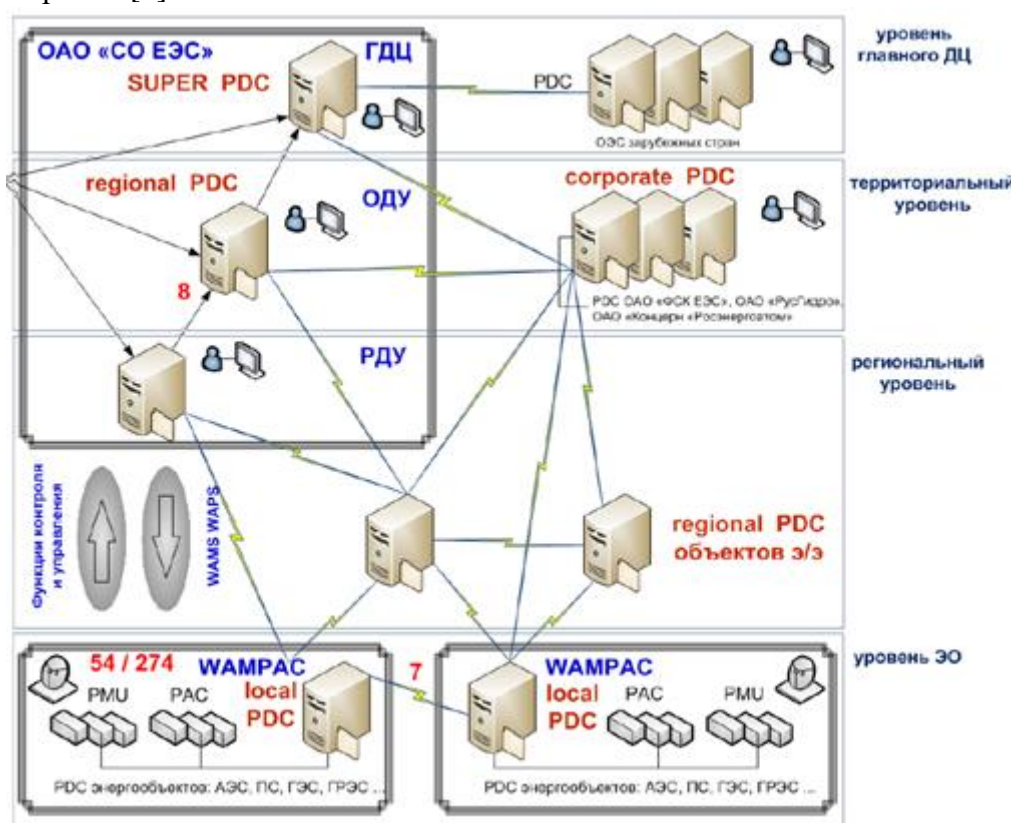 ОАО «СО ЕЭС»
ГДЦ
SUPER PDC
PDC
ОЭС зарубежных стран
уровень
главного ДЦ
regional PDC
ОДУ
8
corporate PDC
PDC ОАО «ФСК ЕЭС», ОАО «РусГидро»,
ОАО «Концерн «Росэнергоатом»
территориальный
уровень
РДУ
региональный
уровень
Функции контроля
и управления
WAMS WAPS
regional PDC
объектов э/э
54 / 274
WAMPAC
PMU
PAC
local
PDC
PDC энергообъектов: АЭС, ПС, ГЭС, ГРЭС ...
7
WAMPAC
local
PDC
PAC
PMU
PDC энергообъектов: АЭС, ПС, ГЭС, ГРЭС ...
уровень ЭО